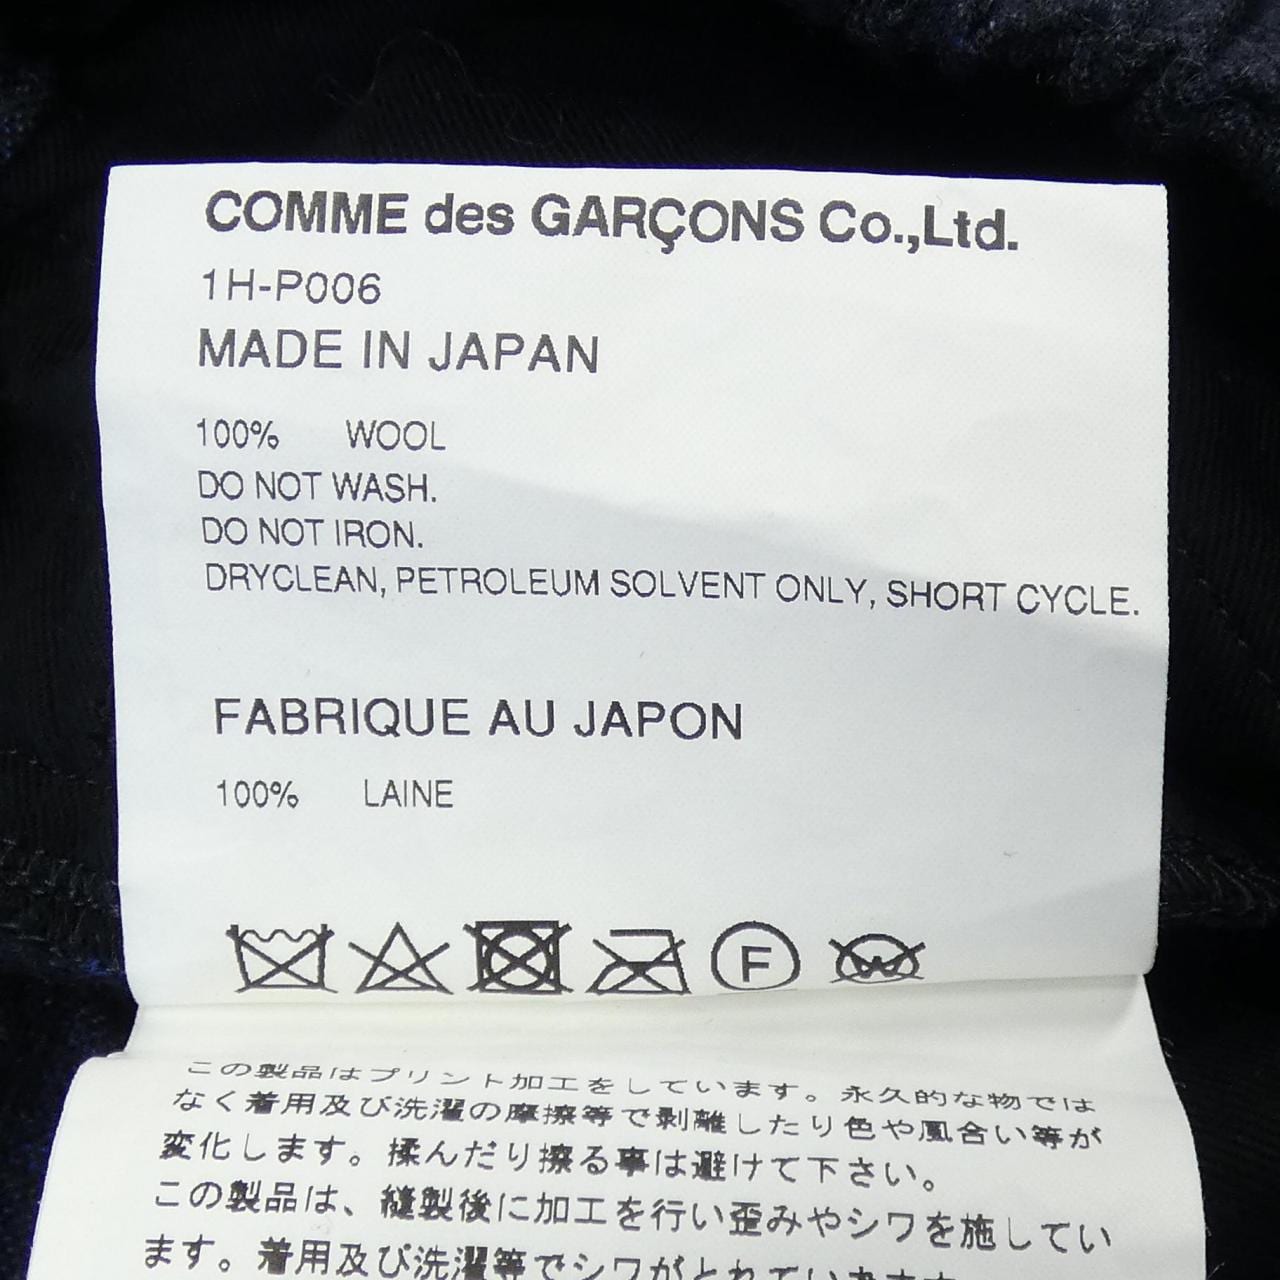 COMME des GARÇONS Co.,Ltd.
1H-P006
MADE IN JAPAN
100% WOOL
DO NOT WASH.
DO NOT IRON.
DRYCLEAN, PETROLEUM SOLVENT ONLY, SHORT CYCLE.
FABRIQUE AU JAPON
100% LAINE
F
W
この製品はプリント加工をしています。永久的な物では
なく着用及び洗濯の摩擦等で剥離したり色や風合い等が
変化します。揉んだり擦る事は避けて下さい。
この製品は、縫製後に加工を行い歪みやシワを施してい
ます。着用及び洗濯等でシワがとれていきます